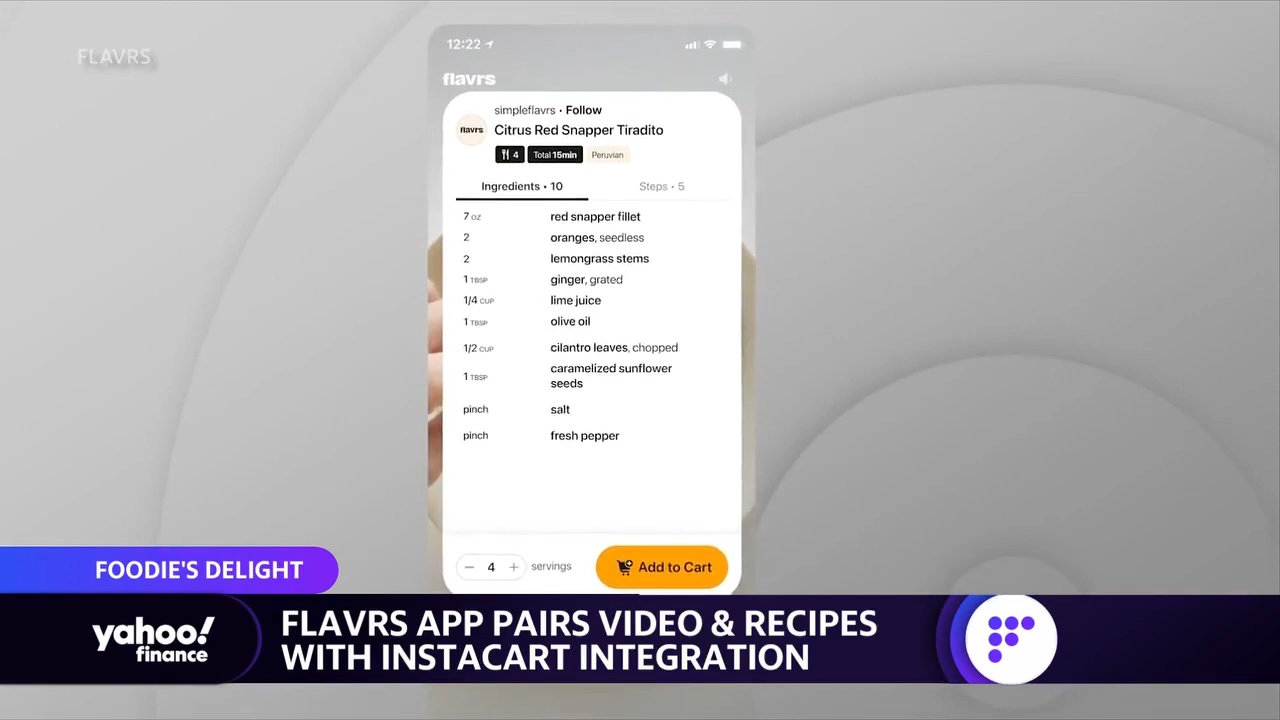 FLAVRS
12:22
flavrs
simpleflavrs • Follow
flavrs
Citrus Red Snapper Tiradito
4 Total 15min Peruvian
Ingredients • 10 Steps • 5
7 oz red snapper fillet
2 oranges, seedless
2 lemongrass stems
1 TBSP ginger, grated
1/4 CUP lime juice
1 TBSP olive oil
1/2 CUP cilantro leaves, chopped
1 TBSP caramelized sunflower
seeds
pinch salt
pinch fresh pepper
− 4 + servings Add to Cart
FOODIE'S DELIGHT
yahoo!
finance
FLAVRS APP PAIRS VIDEO & RECIPES
WITH INSTACART INTEGRATION